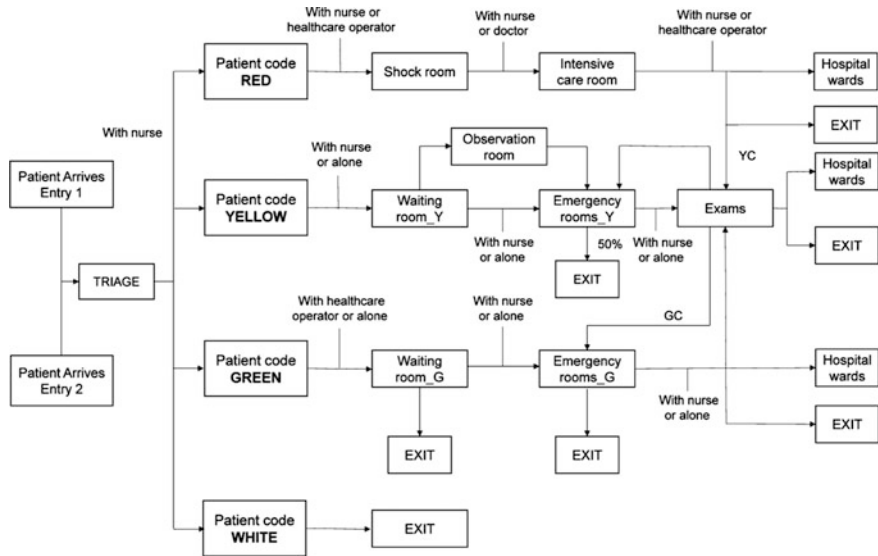 With nurse or
healthcare operator
With nurse
or doctor
With nurse or
healthcare operator
Patient code
RED
Shock room
Intensive
care room
Hospital
wards
EXIT
With nurse
With nurse
or alone
Observation
room
YC
Hospital
wards
Patient Arrives
Entry 1
Patient code
YELLOW
Waiting
room_Y
Emergency
rooms_Y
Exams
With nurse
or alone
50%
With nurse
or alone
EXIT
EXIT
TRIAGE
With healthcare
operator or alone
With nurse
or alone
GC
Patient Arrives
Entry 2
Patient code
GREEN
Waiting
room_G
Emergency
rooms_G
Hospital
wards
With nurse
or alone
EXIT
EXIT
EXIT
Patient code
WHITE
EXIT